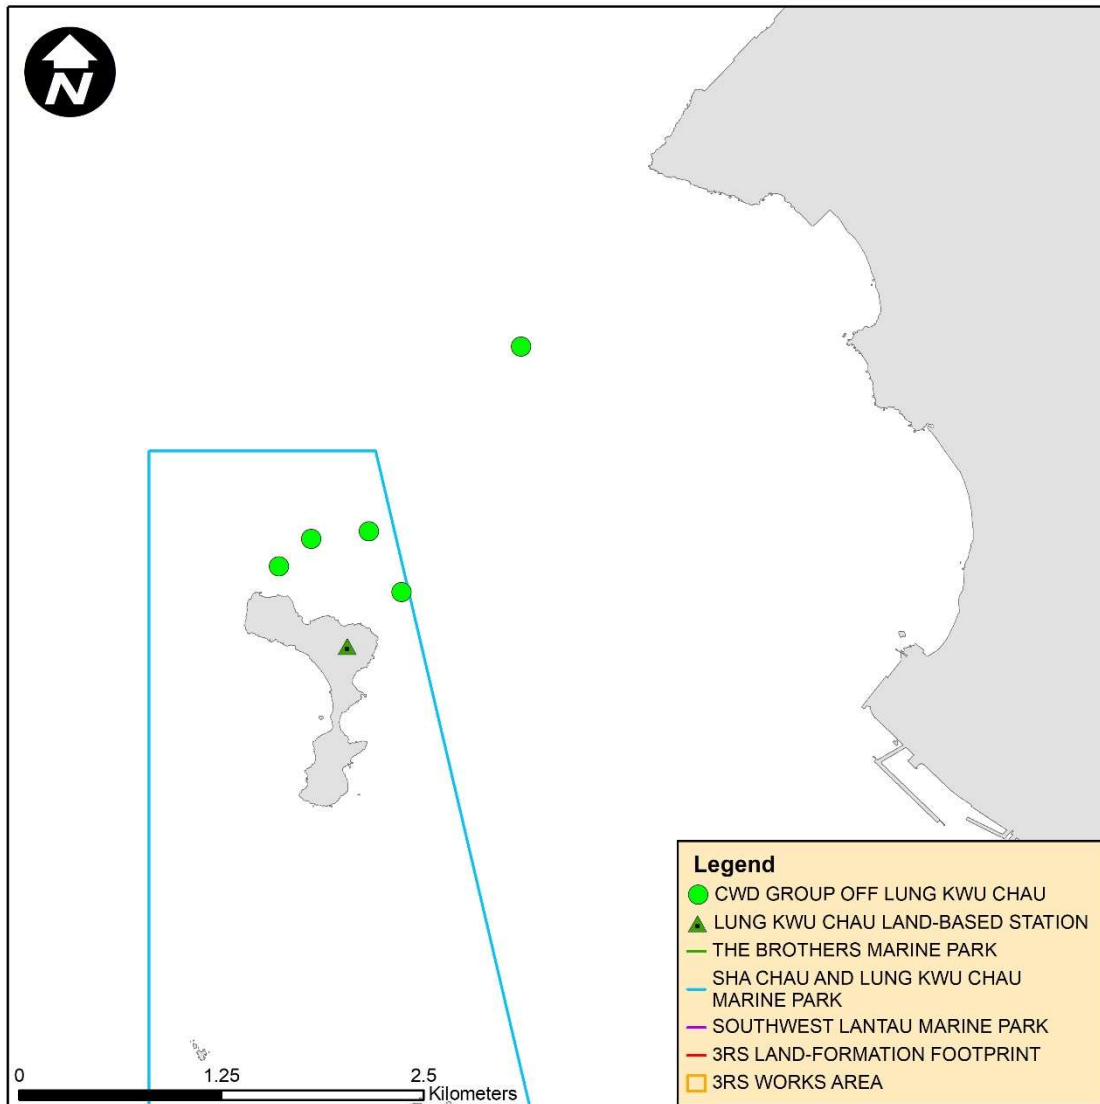 N
Legend
CWD GROUP OFF LUNG KWU CHAU
LUNG KWU CHAU LAND-BASED STATION
THE BROTHERS MARINE PARK
SHA CHAU AND LUNG KWU CHAU
MARINE PARK
SOUTHWEST LANTAU MARINE PARK
3RS LAND-FORMATION FOOTPRINT
3RS WORKS AREA
0 1.25 2.5
Kilometers